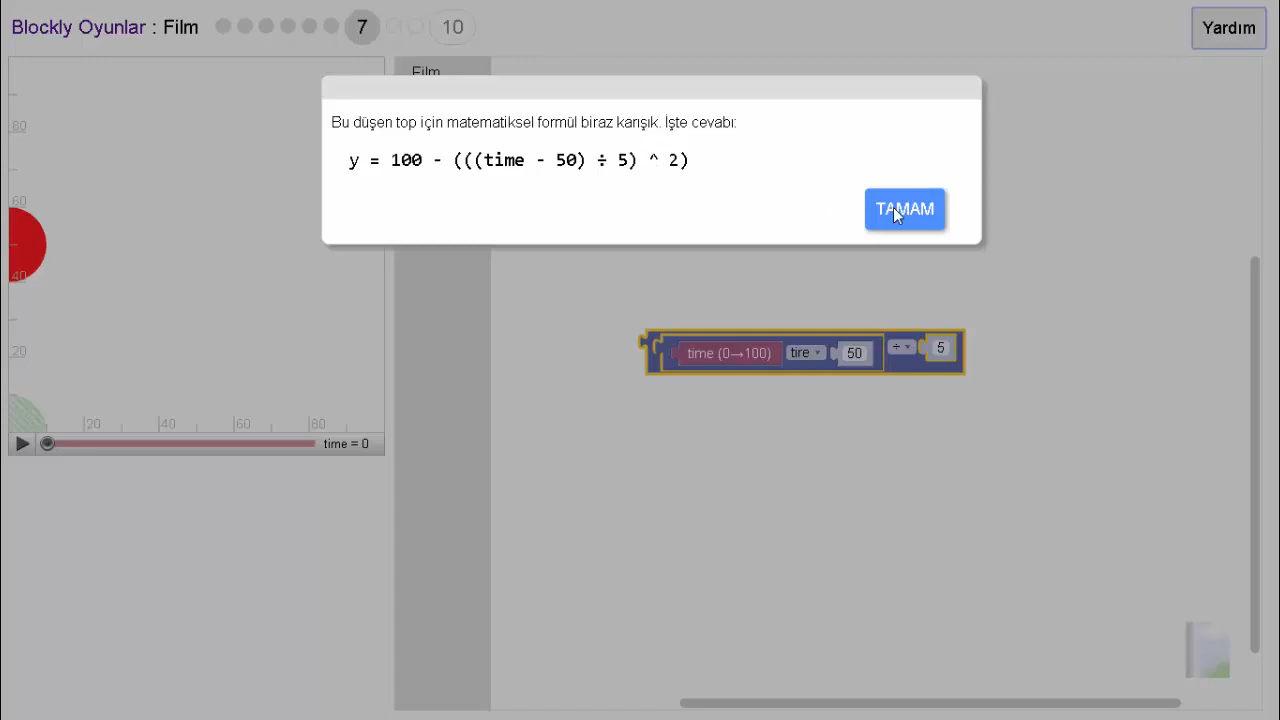 Blockly Oyunlar : Film 7 10 Yardım
Film
Bu düşen top için matematiksel formül biraz karışık. İşte cevabı:
y = 100 - (((time - 50) ÷ 5) ^ 2)
TAMAM
80
60
40
20
20 40 60 80
time = 0
time (0→100) tire ▾ 50 ÷ ▾ 5